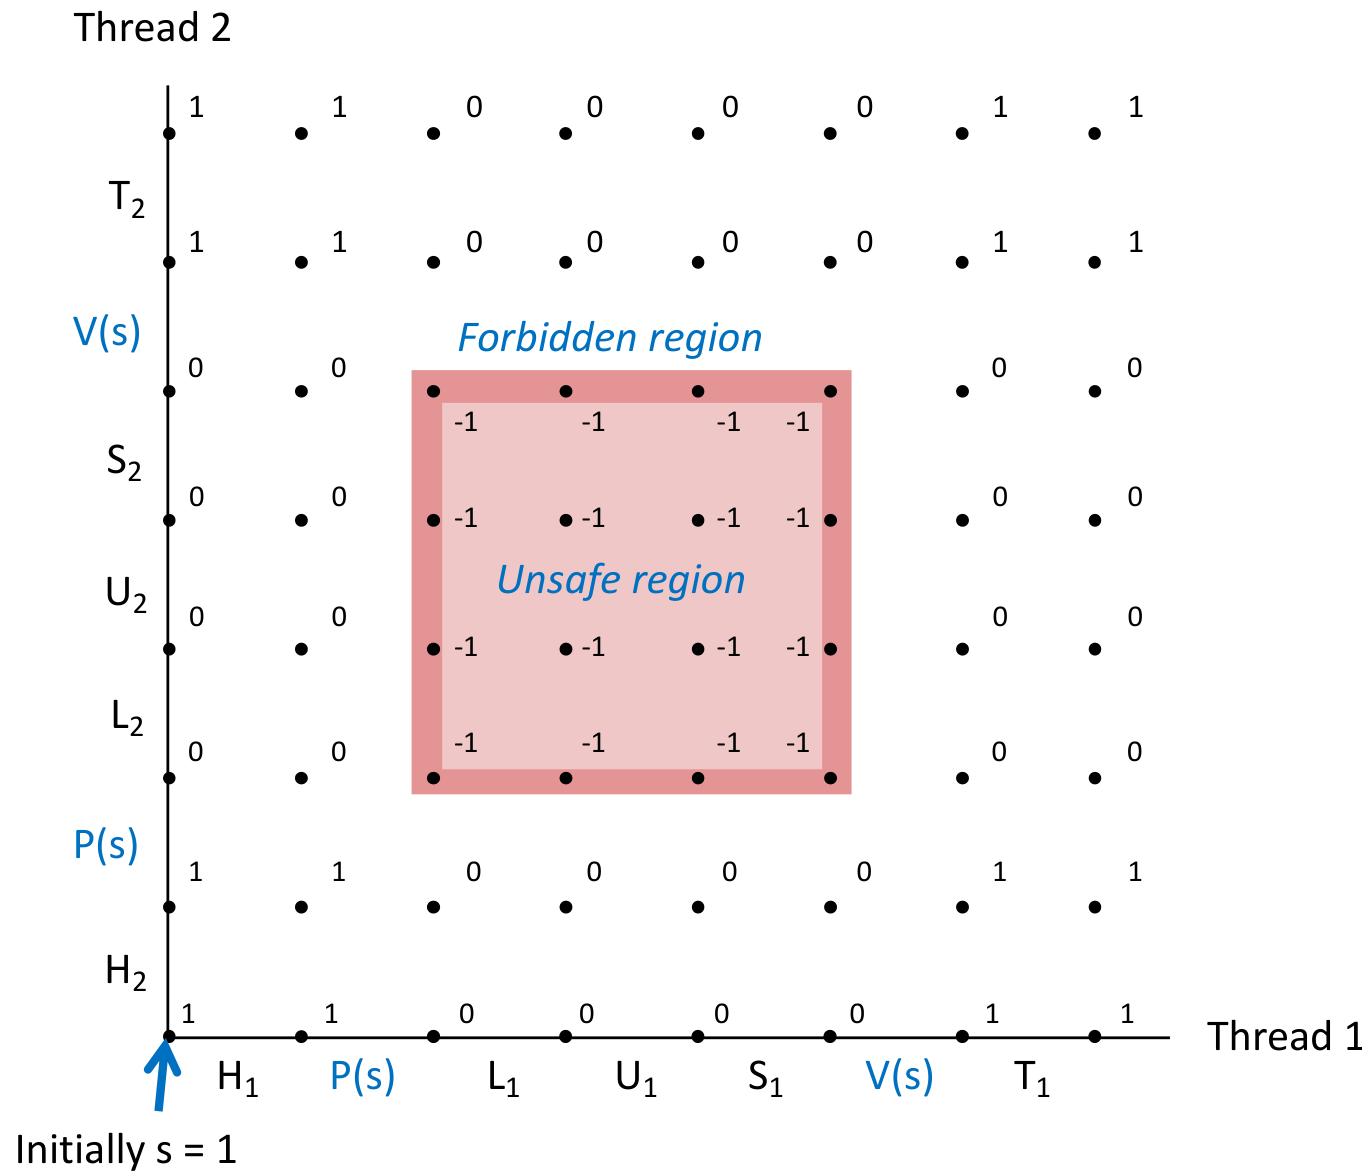 Thread 2
1 1 0 0 0 0 1 1
T₂
1 1 0 0 0 0 1 1
V(s)
Forbidden region
0 0 0 0
-1 -1 -1 -1
S₂
0 0 -1 -1 -1 -1 0 0
U₂
Unsafe region
0 0 0 0
-1 -1 -1 -1
L₂
0 0 -1 -1 -1 -1 0 0
P(s)
1 1 0 0 0 0 1 1
H₂
1 1 0 0 0 0 1 1
Thread 1
H₁ P(s) L₁ U₁ S₁ V(s) T₁
Initially s = 1